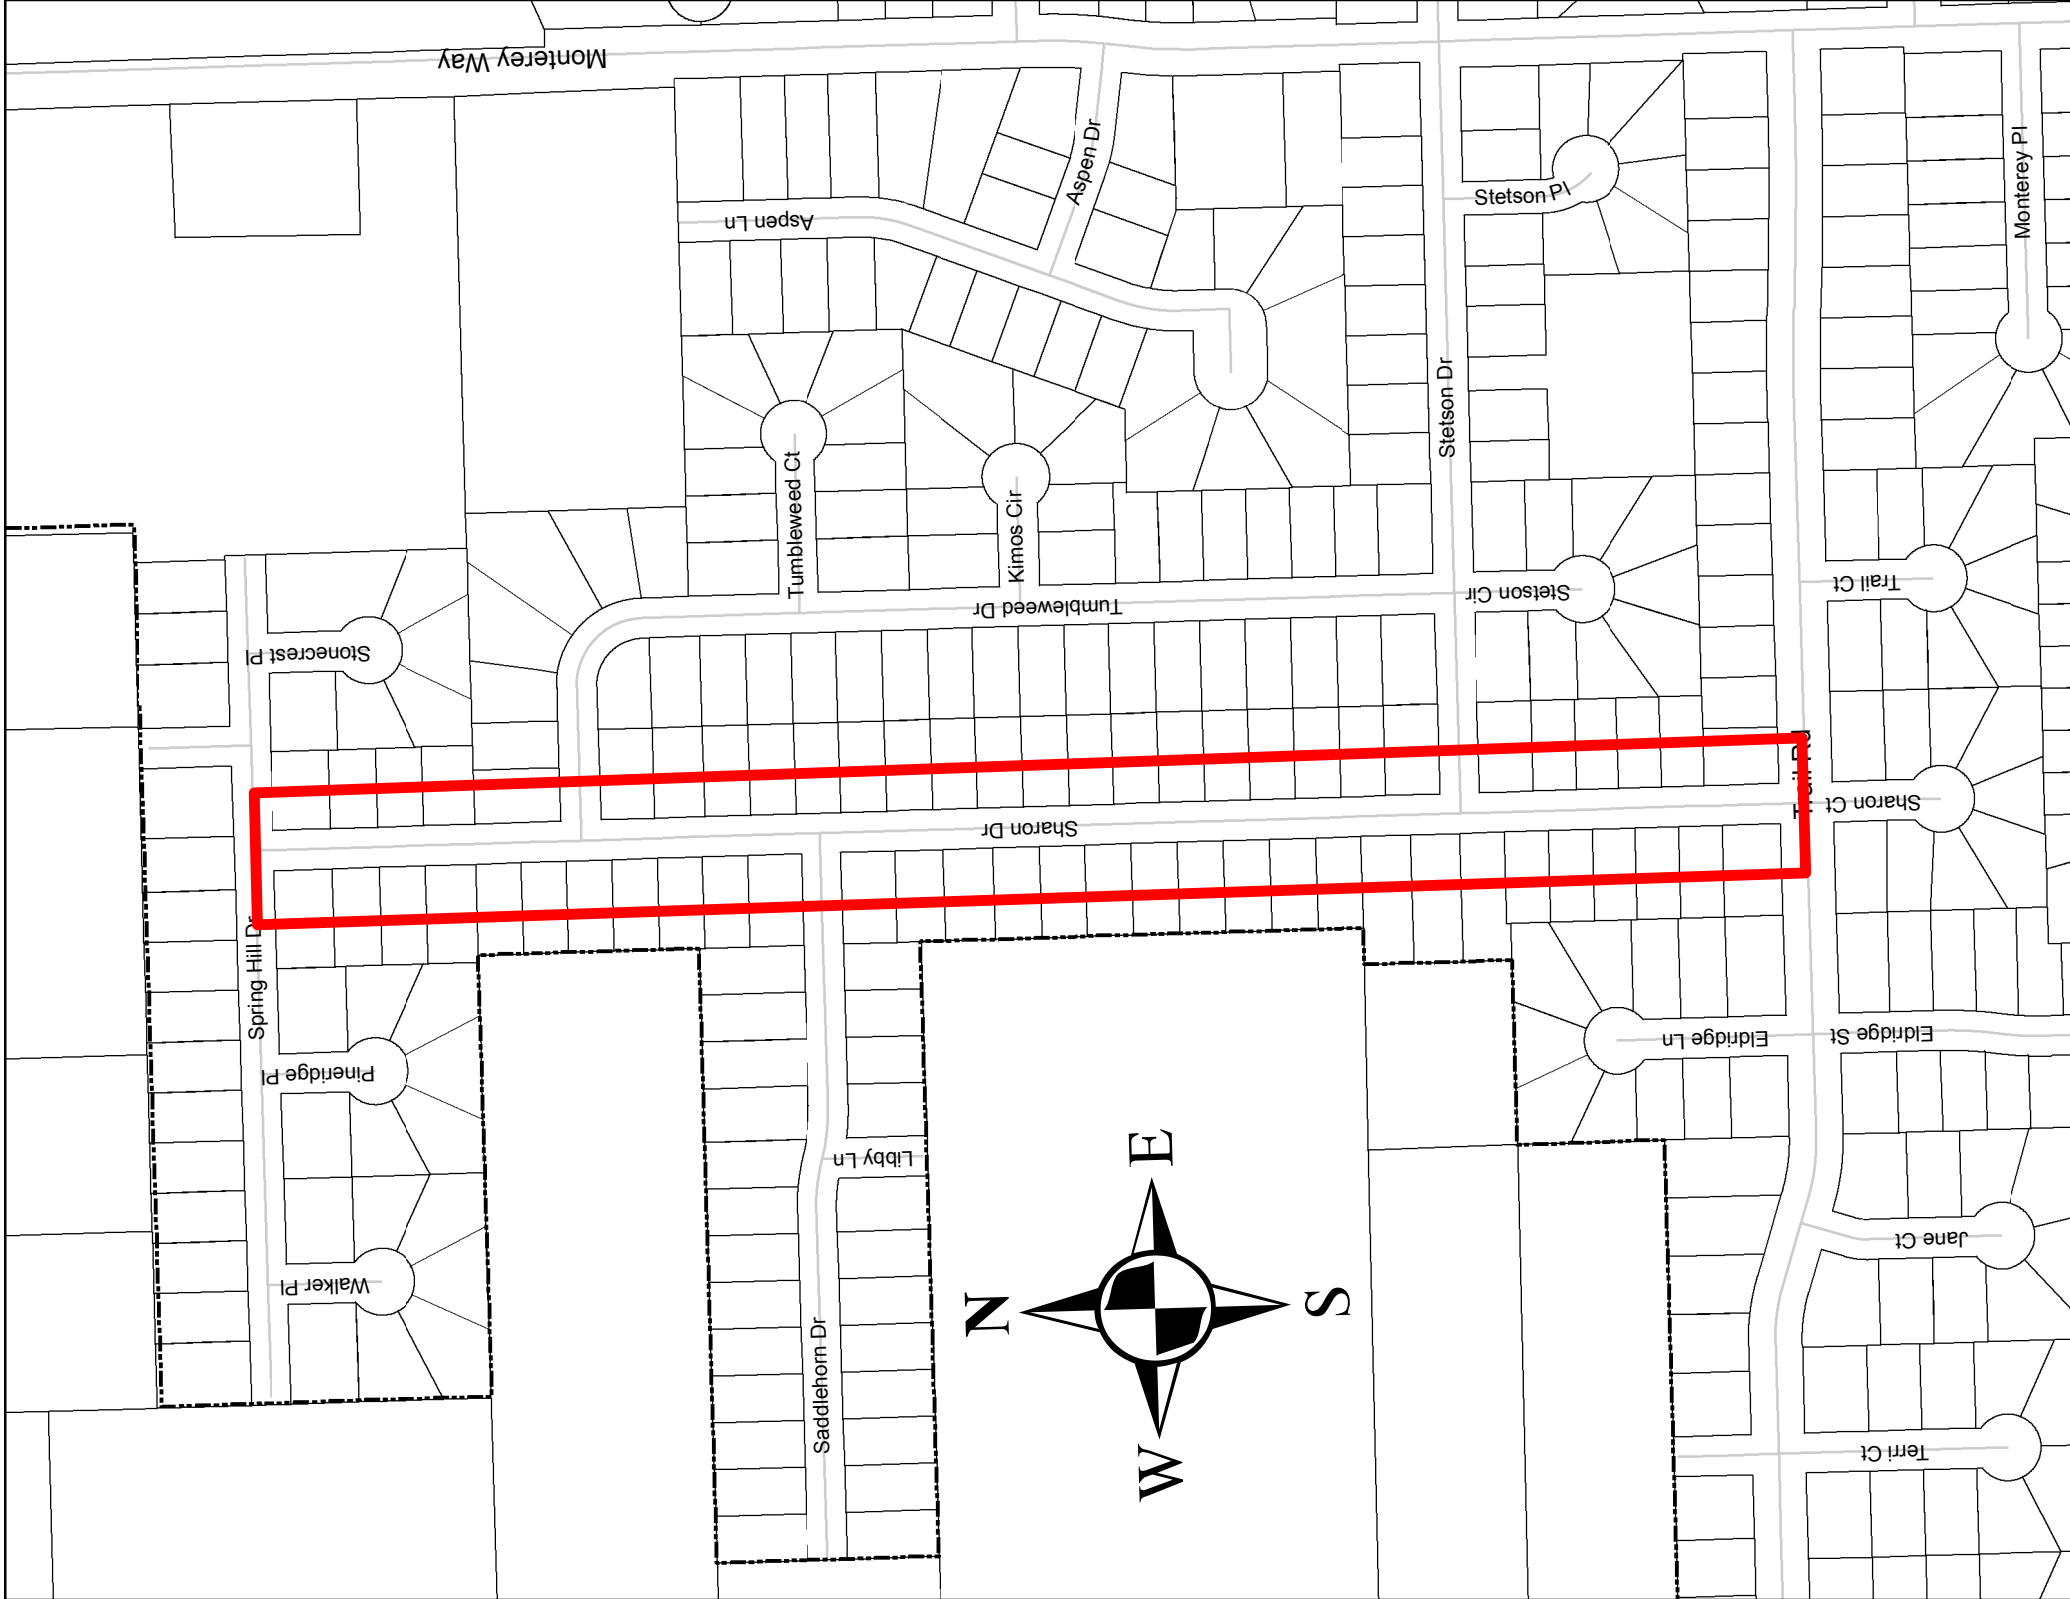 Monterey Way
Aspen Dr
Monterey Pl
Stetson Pl
Aspen Ln
Stetson Dr
Tumbleweed Ct
Kimos Cir
Trail Ct
Stetson Cir
Tumbleweed Dr
Stonecrest Pl
Sharon Ct
Sharon Dr
Spring Hill Dr
Eldridge Ln
Eldridge St
Pineridge Pl
Libby Ln
E
Jane Ct
Walker Pl
N
S
Saddlehorn Dr
W
Terri Ct